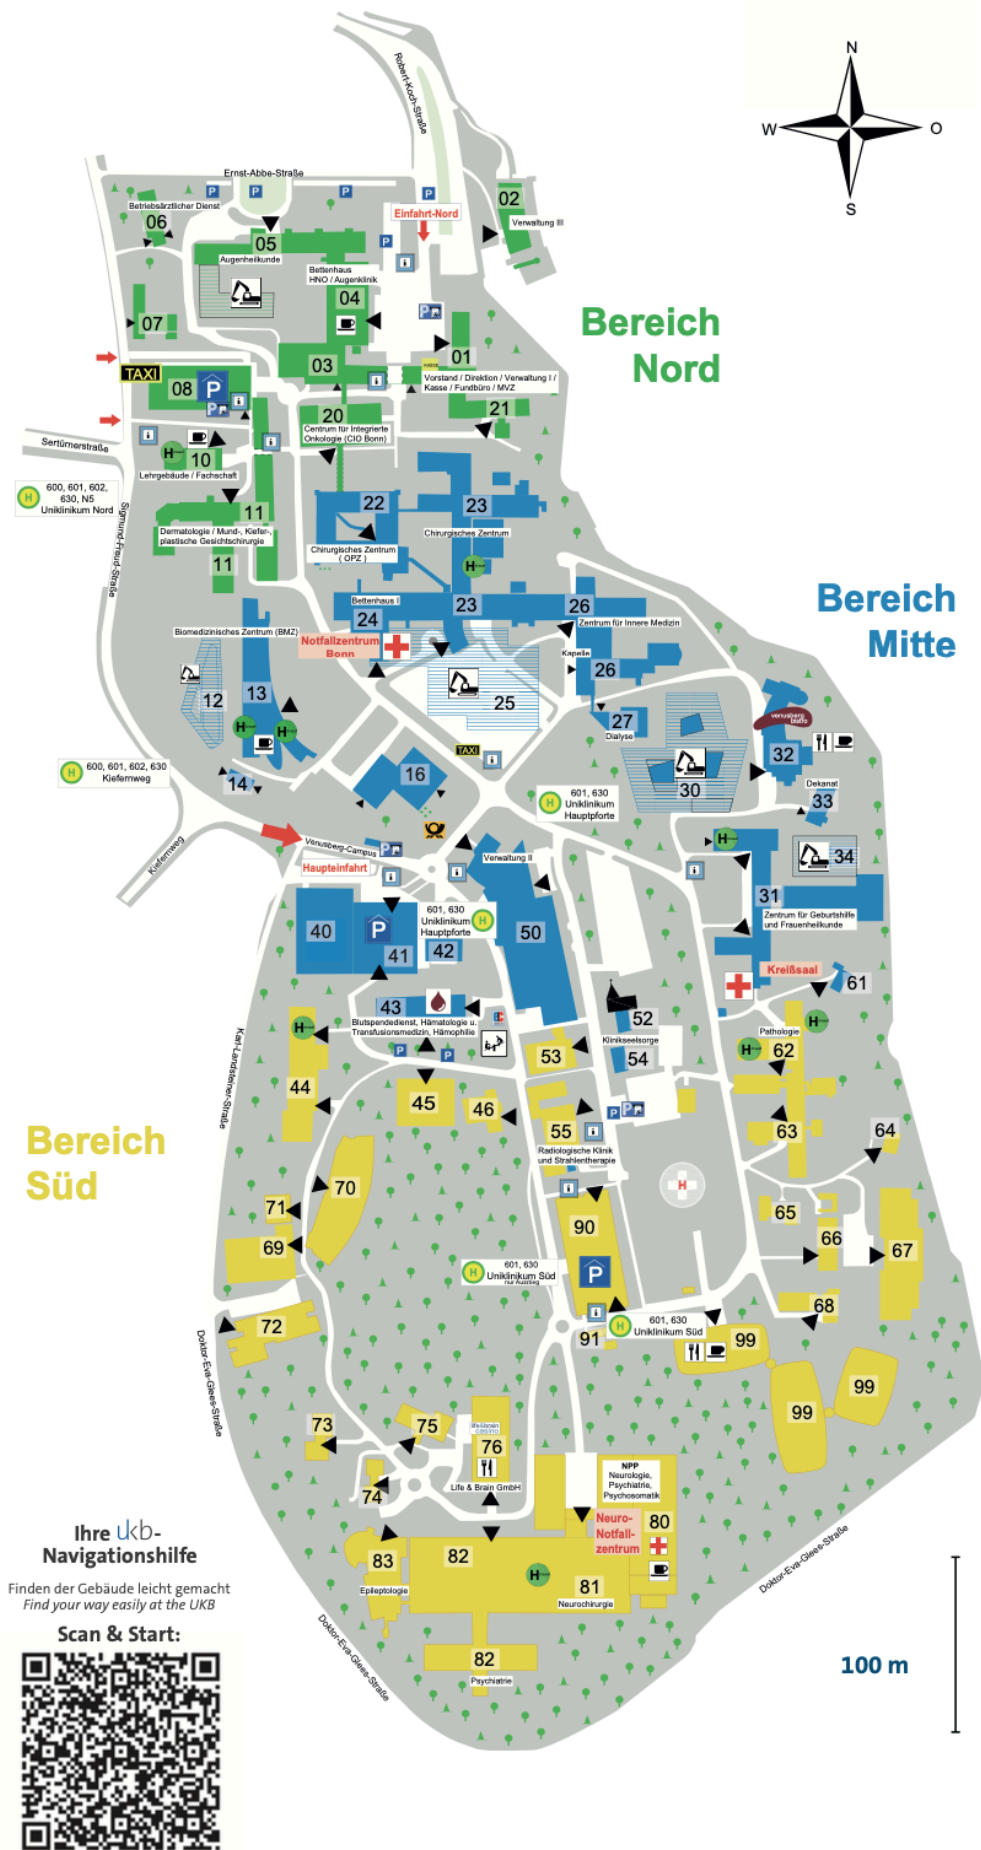 N
W
O
S
Robert-Koch-Straße
Ernst-Abbe-Straße
P
P
P
P
Betriebsärztlicher Dienst
06
02
Verwaltung III
Einfahrt-Nord
05
Augenheilkunde
P
i
Bettenhaus
HNO / Augenklinik
04
Bereich
Nord
P
07
03
01
KASSE
Vorstand / Direktion / Verwaltung I /
Kasse / Fundbüro / MVZ
TAXI
08
P
P
i
i
20
21
Centrum für Integrierte
Onkologie (CIO Bonn)
Sertürnerstraße
i
i
H
10
Lehrgebäude / Fachschaft
H
600, 601, 602,
630, N5
Uniklinikum Nord
Sigmund-Freud-Straße
11
Dermatologie / Mund-, Kiefer-,
plastische Gesichtschirurgie
11
22
23
Chirurgisches Zentrum
Chirurgisches Zentrum
( OPZ )
H
Bettenhaus I
24
23
26
Zentrum für Innere Medizin
Bereich
Mitte
Biomedizinisches Zentrum (BMZ)
Notfallzentrum
Bonn
Kapelle
26
12
13
25
27
Dialyse
venusberg
bistro
H
H
32
30
Dekanat
33
H
600, 601, 602, 630
Kiefernweg
14
16
TAXI
i
H
601, 630
Uniklinikum
Hauptpforte
Kiefernweg
Venusberg-Campus
P
Haupteinfahrt
i
i
Verwaltung II
H
i
34
31
Zentrum für Geburtshilfe
und Frauenheilkunde
40
P
41
601, 630
Uniklinikum
Hauptpforte
H
42
50
Kreißsaal
61
43
Blutspendedienst, Hämatologie u.
Transfusionsmedizin, Hämophilie
52
Klinikseelsorge
H
Pathologie
H
62
H
P
P
53
54
44
45
46
Karl-Landsteiner-Straße
P
P
55
i
Radiologische Klinik
und Strahlentherapie
63
64
Bereich
Süd
70
i
H
71
90
65
66
67
69
H
601, 630
Uniklinikum Süd
nur Ausstieg
P
68
i
H
601, 630
Uniklinikum Süd
72
91
99
Doktor-Eva-Glees-Straße
99
99
73
75
life&brain
casino
76
Life & Brain GmbH
74
NPP
Neurologie,
Psychiatrie,
Psychosomatik
Neuro-
Notfall-
zentrum
80
83
82
Epileptologie
H
81
Neurochirurgie
Doktor-Eva-Glees-Straße
82
Psychiatrie
Doktor-Eva-Glees-Straße
Ihre ukb-
Navigationshilfe
Finden der Gebäude leicht gemacht
Find your way easily at the UKB
Scan & Start:
100 m